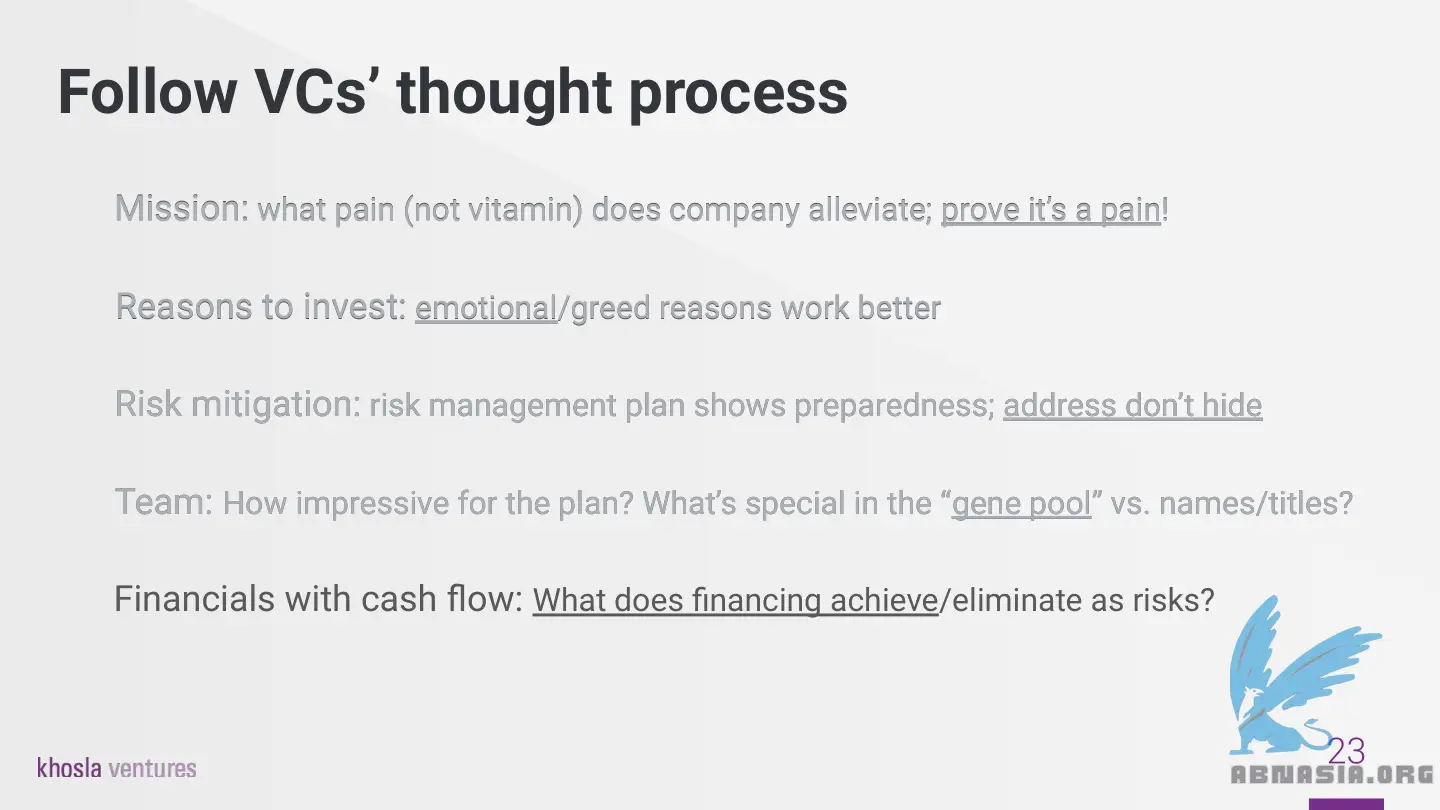 Follow VCs’ thought process
Mission: what pain (not vitamin) does company alleviate; prove it’s a pain!
Reasons to invest: emotional/greed reasons work better
Risk mitigation: risk management plan shows preparedness; address don’t hide
Team: How impressive for the plan? What’s special in the “gene pool” vs. names/titles?
Financials with cash flow: What does financing achieve/eliminate as risks?
khosla ventures
23
ABNASIA.ORG